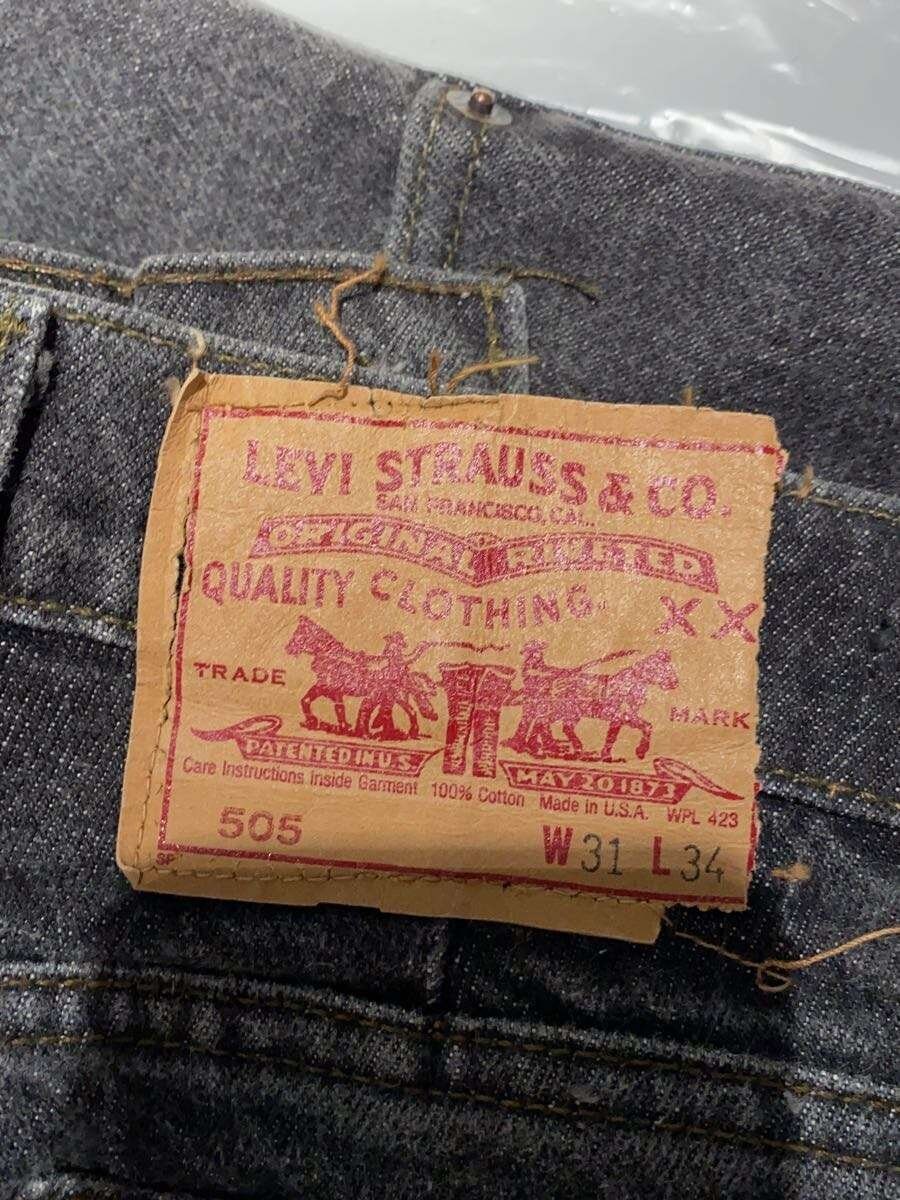 LEVI STRAUSS & CO.
SAN FRANCISCO, CAL.
ORIGINAL RIVETED
QUALITY CLOTHING
XX
TRADE MARK
PATENTED IN U.S. MAY 20 1873
Care Instructions Inside Garment 100% Cotton Made in U.S.A. WPL 423
505 W 31 L 34
SP